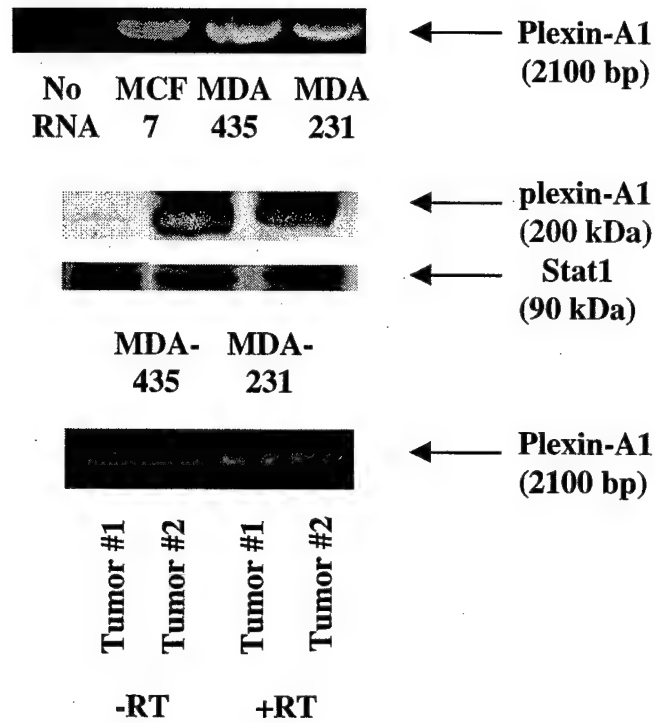 Plexin-A1
(2100 bp)
No MCF MDA MDA
RNA 7 435 231
plexin-A1
(200 kDa)
Stat1
(90 kDa)
MDA- MDA-
435 231
Plexin-A1
(2100 bp)
Tumor #1
Tumor #2
Tumor #1
Tumor #2
-RT +RT